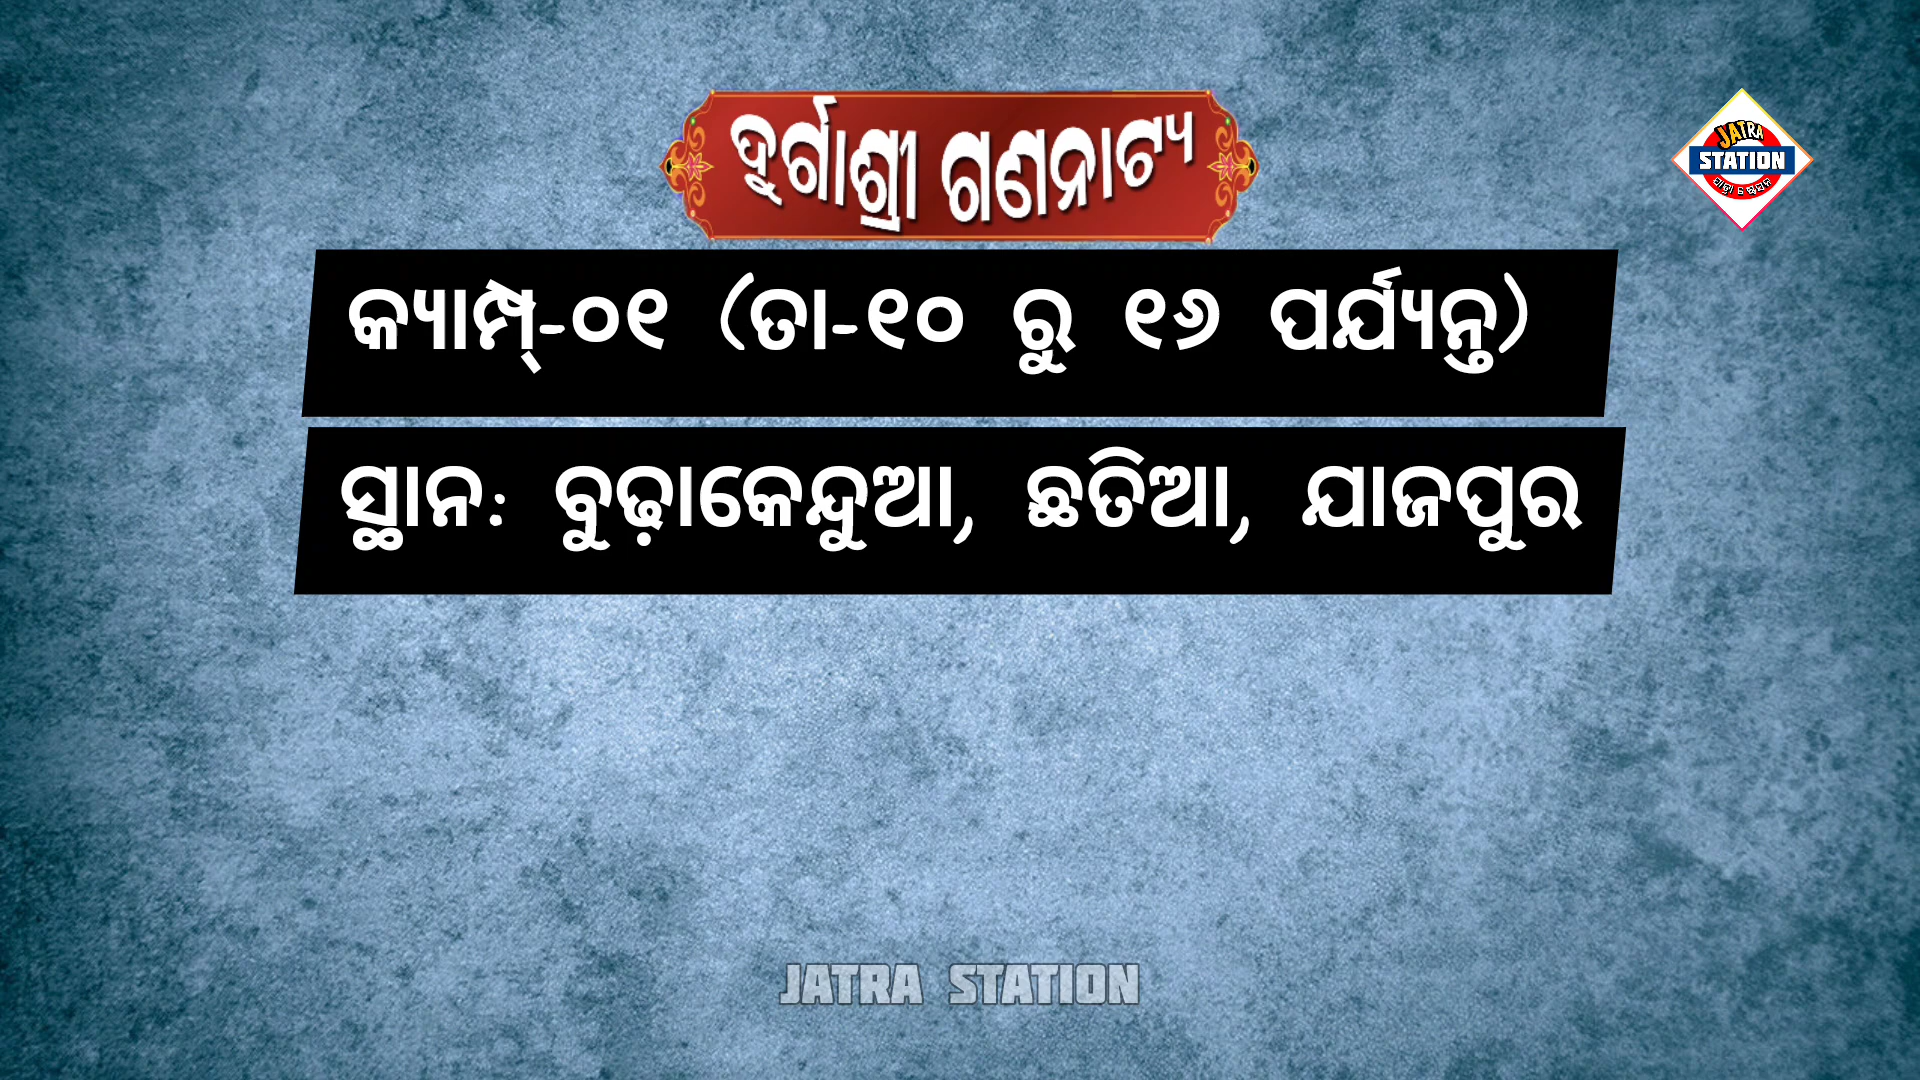 ଦୁର୍ଗାଶ୍ରୀ ଗଣନାଟ୍ୟ
JATRA
STATION
କ୍ୟାମ୍ପ-୦୧ (ତା-୧୦ ରୁ ୧୬ ପର୍ଯ୍ୟନ୍ତ)
ସ୍ଥାନ: ବୁଢ଼ାକେନ୍ଦୁଆ, ଛତିଆ, ଯାଜପୁର
JATRA STATION